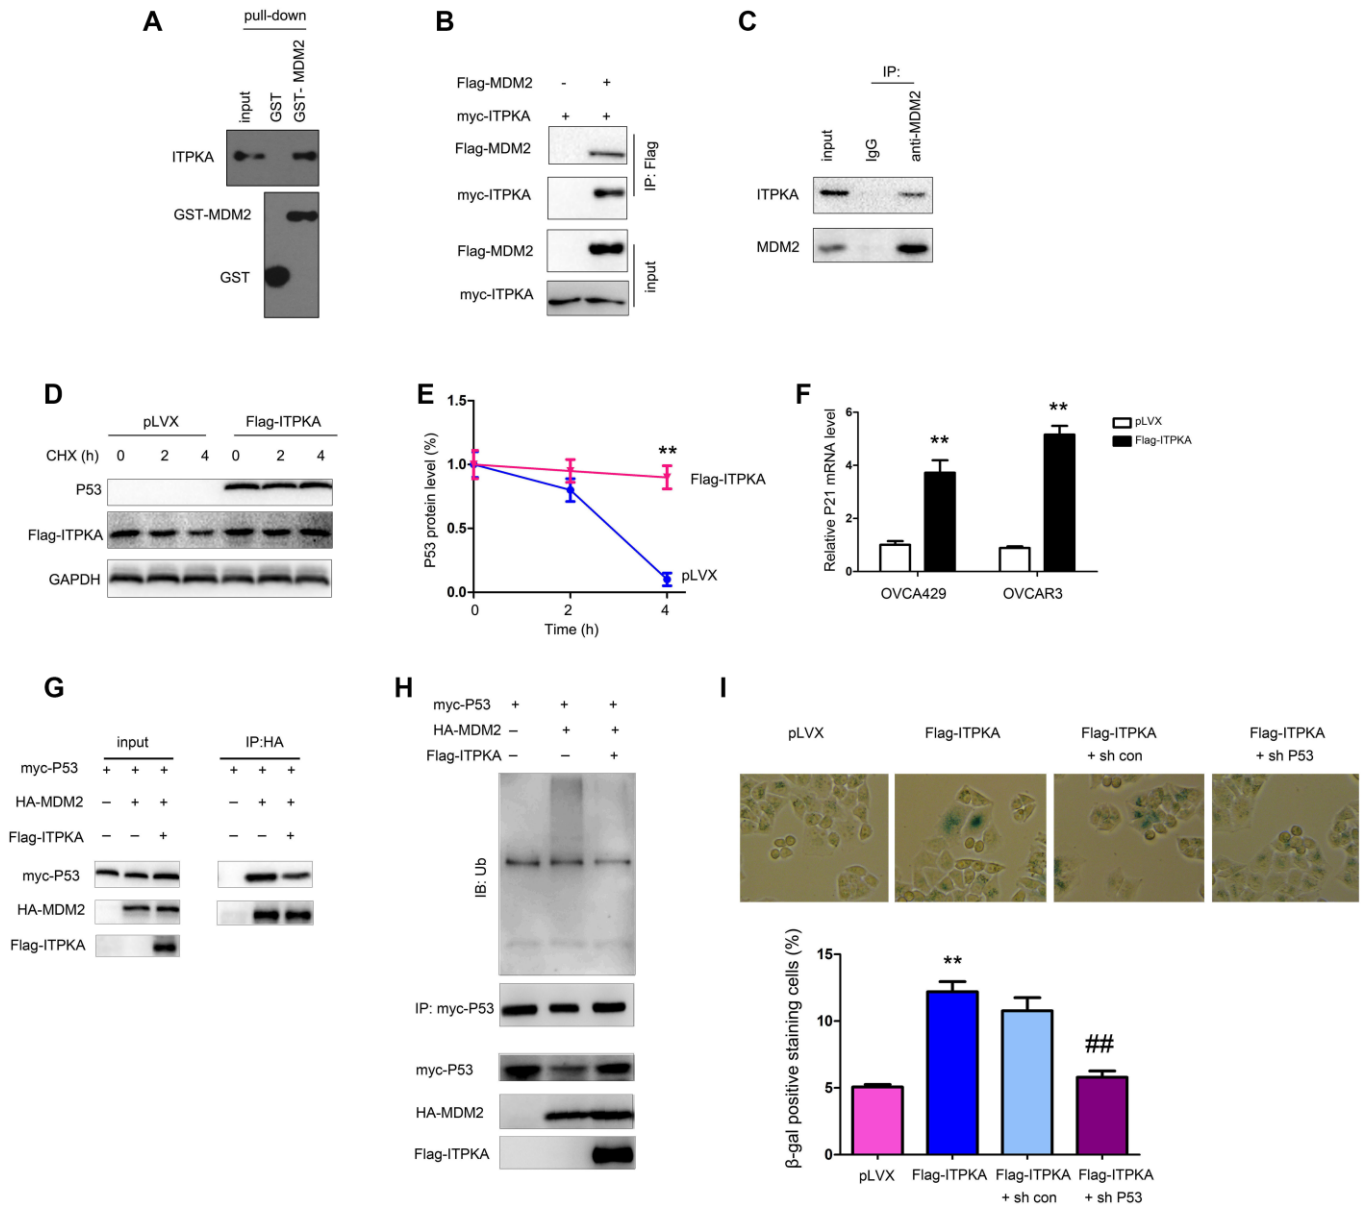 A
pull-down
input
GST
GST- MDM2
ITPKA
GST-MDM2
GST
B
Flag-MDM2 - +
myc-ITPKA + +
Flag-MDM2
myc-ITPKA
IP: Flag
Flag-MDM2
myc-ITPKA
input
C
IP:
input
IgG
anti-MDM2
ITPKA
MDM2
D
pLVX Flag-ITPKA
CHX (h) 0 2 4 0 2 4
P53
Flag-ITPKA
GAPDH
E
P53 protein level (%)
1.5
1.0
0.5
0.0
**
Flag-ITPKA
pLVX
0 2 4
Time (h)
F
Relative P21 mRNA level
6
4
2
0
**
**
pLVX
Flag-ITPKA
OVCA429 OVCAR3
G
input IP:HA
myc-P53 + + + + + +
HA-MDM2 – + + – + +
Flag-ITPKA – – + – – +
myc-P53
HA-MDM2
Flag-ITPKA
H
myc-P53 + + +
HA-MDM2 – + +
Flag-ITPKA – – +
IB: Ub
IP: myc-P53
myc-P53
HA-MDM2
Flag-ITPKA
I
pLVX
Flag-ITPKA
Flag-ITPKA
+ sh con
Flag-ITPKA
+ sh P53
β-gal positive staining cells (%)
15
10
5
0
**
##
pLVX
Flag-ITPKA
Flag-ITPKA
+ sh con
Flag-ITPKA
+ sh P53